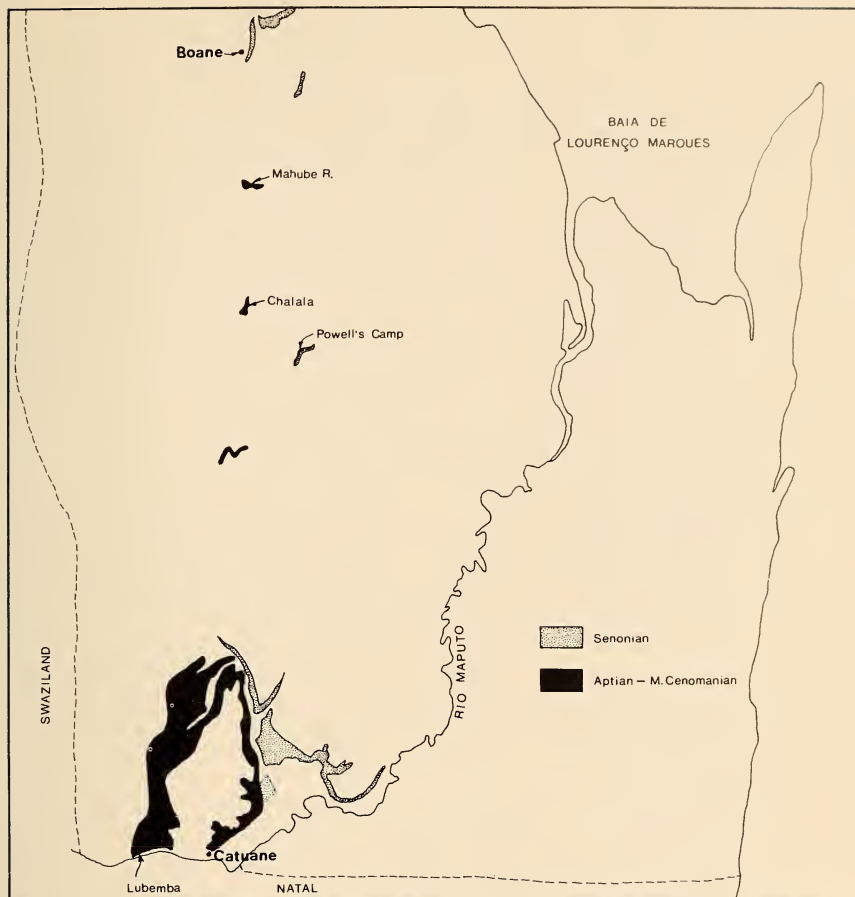 Boane
BAIA DE
LOURENÇO MARQUES
Mahube R.
Chalala
Powell's Camp
SWAZILAND
RIO MAPUTO
Senonian
Aptian — M. Cenomanian
Catuane
Lubemba
NATAL